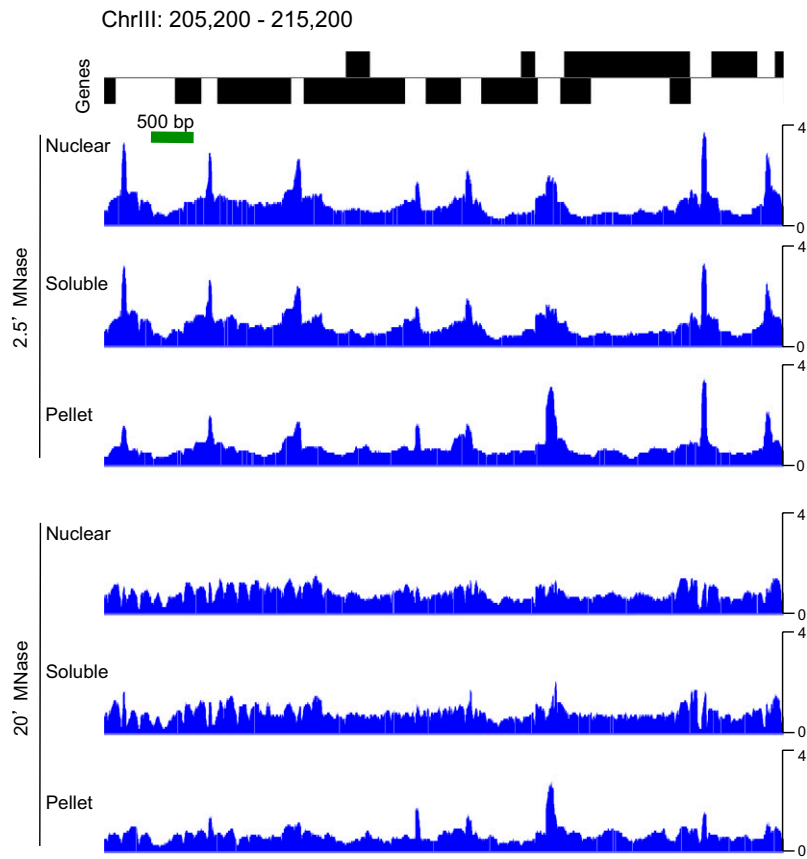 ChrIII: 205,200 - 215,200
Genes
500 bp
2.5’ MNase
Nuclear
4
0
Soluble
4
0
Pellet
4
0
20’ MNase
Nuclear
4
0
Soluble
4
0
Pellet
4
0